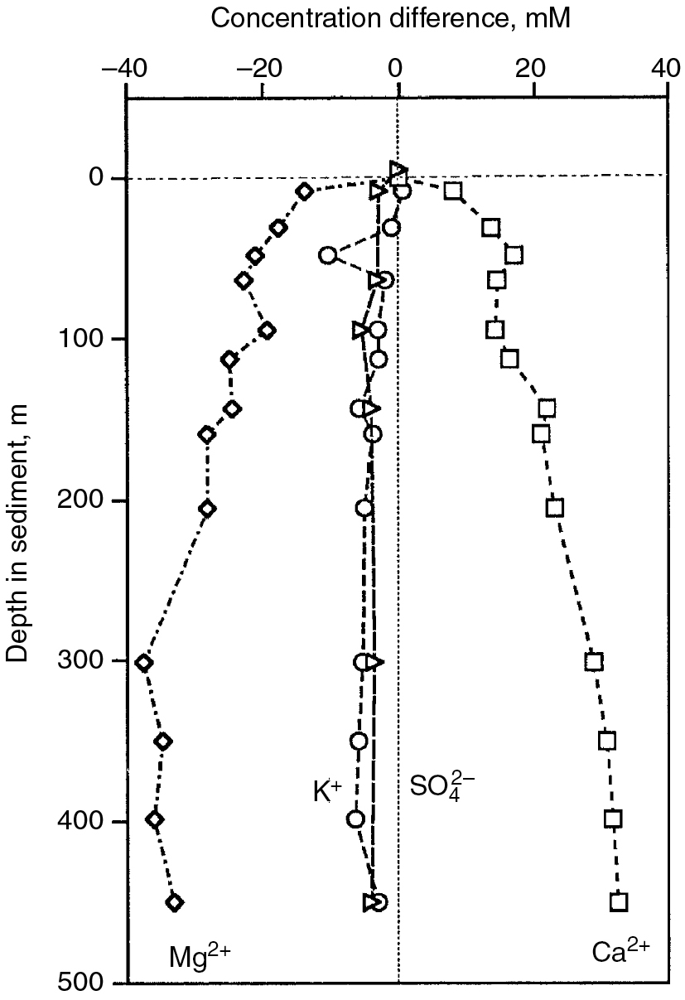 Concentration difference, mM
–40 –20 0 20 40
0
100
200
300
400
500
Depth in sediment, m
K⁺ SO₄²⁻
Mg²⁺ Ca²⁺